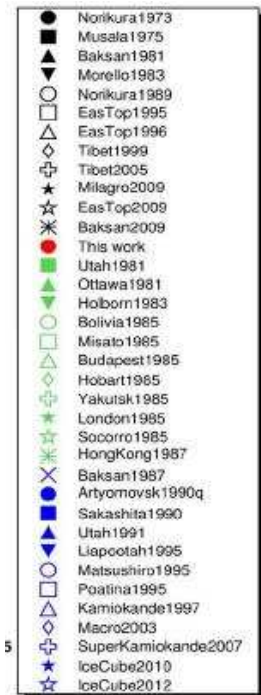 Norikura1973
Musala1975
Baksan1981
Morello1983
Norikura1989
EasTop1995
EasTop1996
Tibet1999
Tibet2005
Milagro2009
EasTop2009
Baksan2009
This work
Utah1981
Ottawa1981
Holborn1983
Bolivia1985
Misato1985
Budapest1985
Hobart1985
Yakutsk1985
London1985
Socorro1985
HongKong1987
Baksan1987
Artyomovsk1990q
Sakashita1990
Utah1991
Liapootah1995
Matsushiro1995
Poatina1995
Kamiokande1997
Macro2003
5 SuperKamiokande2007
IceCube2010
IceCube2012